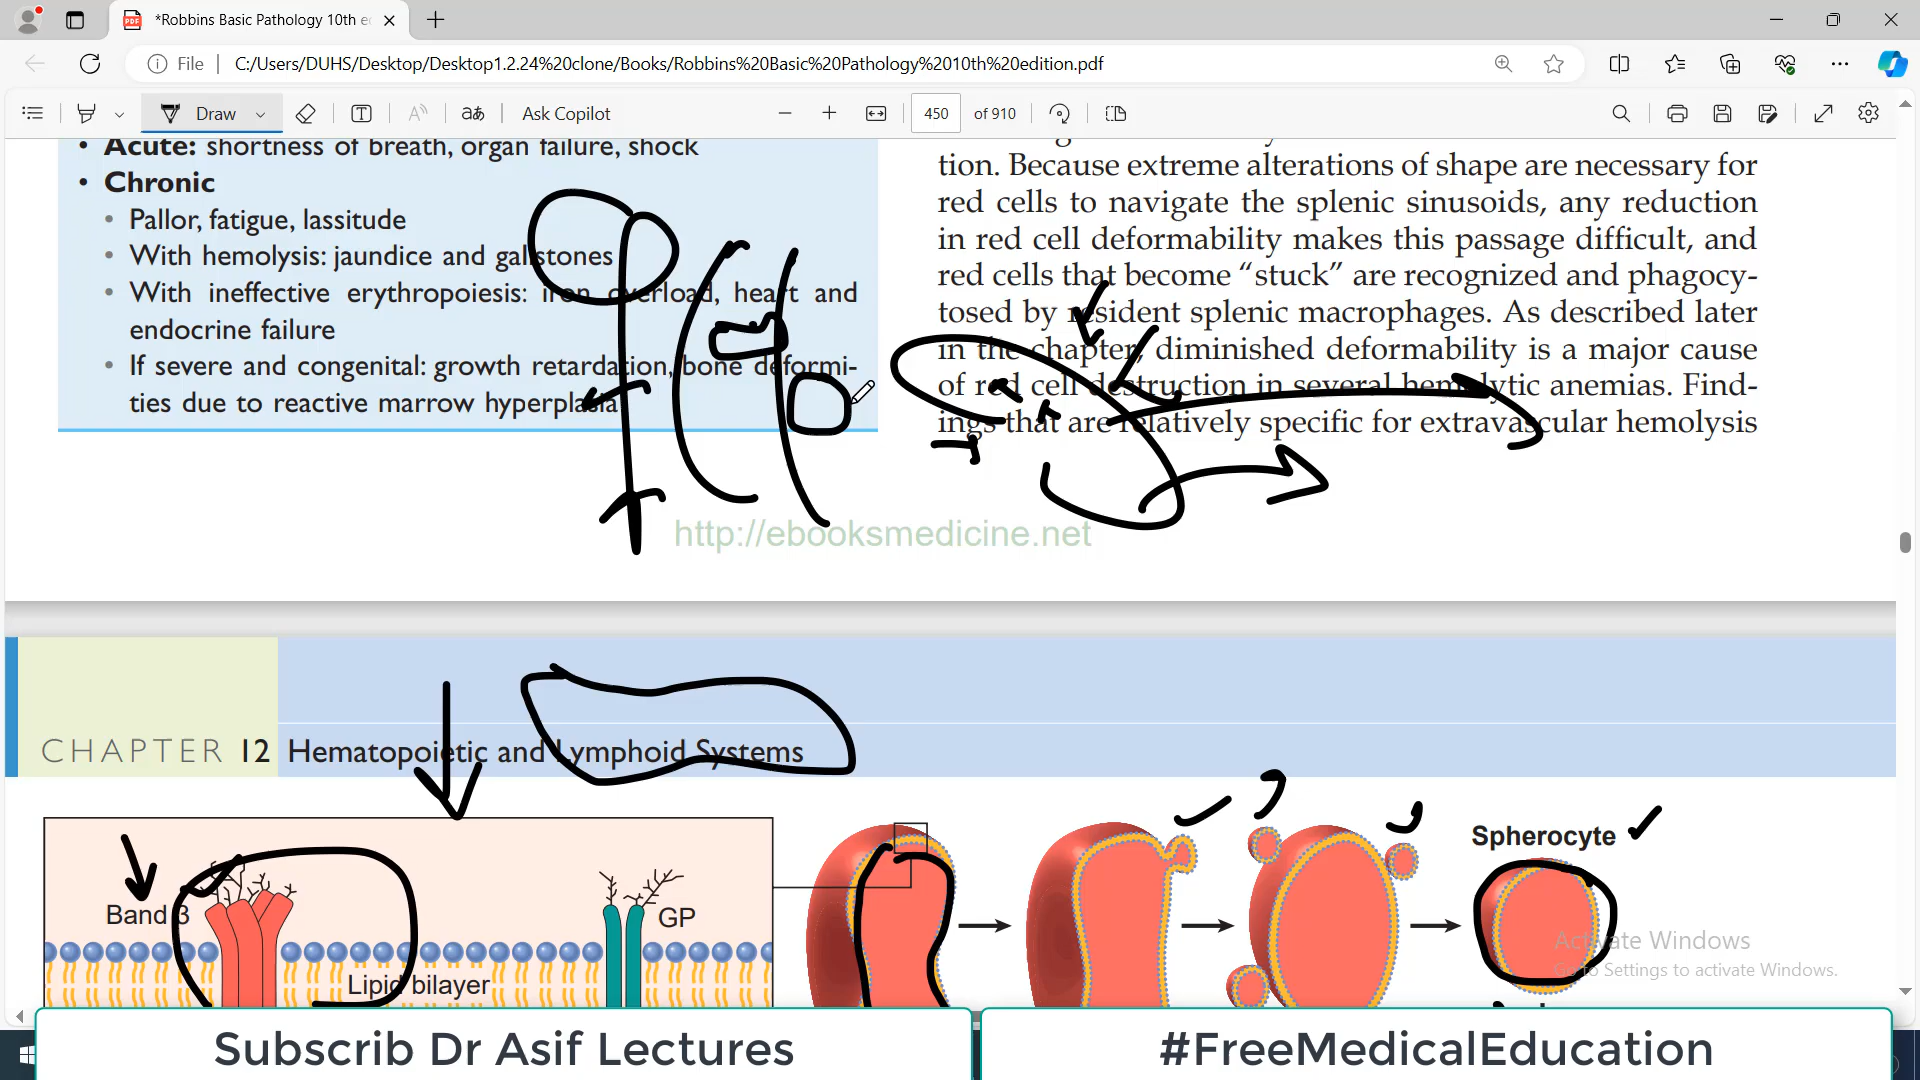 *Robbins Basic Pathology 10th e
File
C:/Users/DUHS/Desktop/Desktop1.2.24%20clone/Books/Robbins%20Basic%20Pathology%2010th%20edition.pdf
Draw
Ask Copilot
450 of 910
• Acute: shortness of breath, organ failure, shock
• Chronic
• Pallor, fatigue, lassitude
• With hemolysis: jaundice and gallstones
• With ineffective erythropoiesis: iron overload, heart and
endocrine failure
• If severe and congenital: growth retardation, bone deformi-
ties due to reactive marrow hyperplasia
tion. Because extreme alterations of shape are necessary for
red cells to navigate the splenic sinusoids, any reduction
in red cell deformability makes this passage difficult, and
red cells that become “stuck” are recognized and phagocy-
tosed by resident splenic macrophages. As described later
in the chapter, diminished deformability is a major cause
of red cell destruction in several hemolytic anemias. Find-
ings that are relatively specific for extravascular hemolysis
http://ebooksmedicine.net
CHAPTER 12 Hematopoietic and Lymphoid Systems
Band 3
GP
Lipid bilayer
Spherocyte
Activate Windows
Go to Settings to activate Windows.
Subscrib Dr Asif Lectures
#FreeMedicalEducation